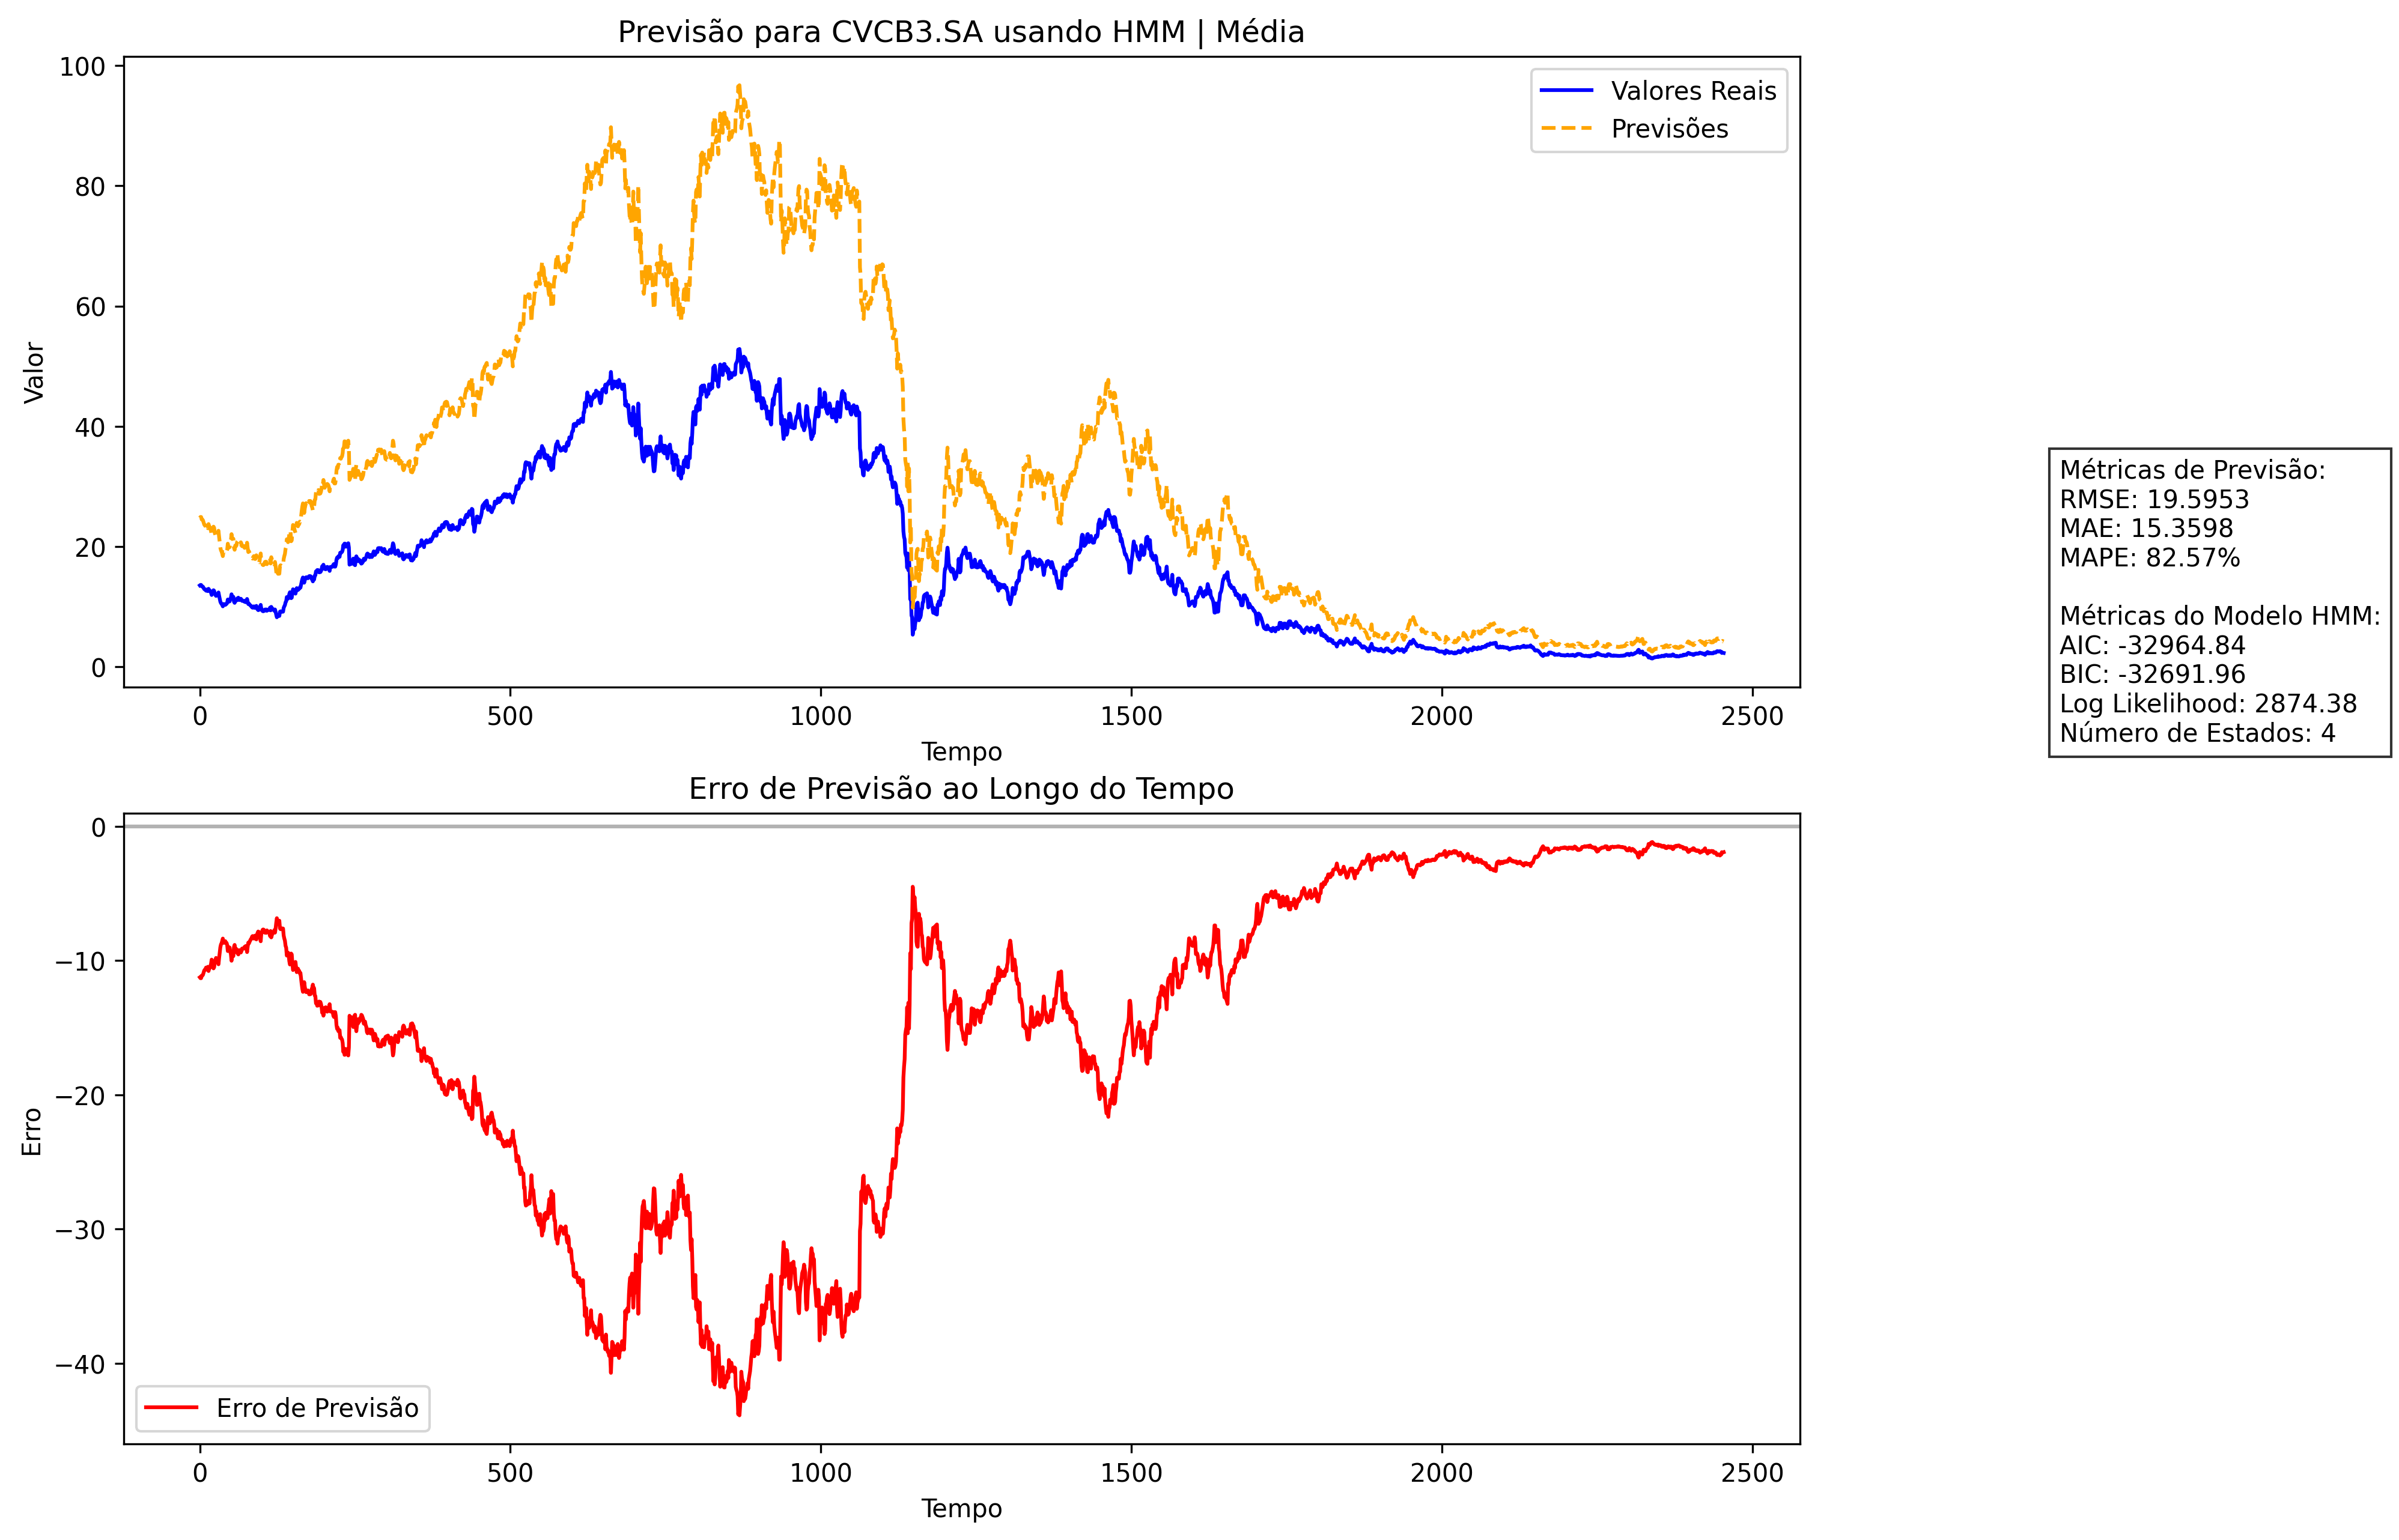 Previsão para CVCB3.SA usando HMM | Média
100
80
60
40
20
0
Valor
Valores Reais
Previsões
0 500 1000 1500 2000 2500
Tempo
Métricas de Previsão:
RMSE: 19.5953
MAE: 15.3598
MAPE: 82.57%
Métricas do Modelo HMM:
AIC: -32964.84
BIC: -32691.96
Log Likelihood: 2874.38
Número de Estados: 4
Erro de Previsão ao Longo do Tempo
0
−10
−20
−30
−40
Erro
Erro de Previsão
0 500 1000 1500 2000 2500
Tempo